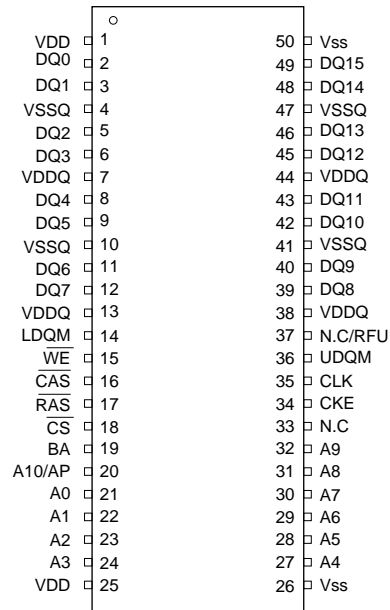 VDD 1 50 Vss
DQ0 2 49 DQ15
DQ1 3 48 DQ14
VSSQ 4 47 VSSQ
DQ2 5 46 DQ13
DQ3 6 45 DQ12
VDDQ 7 44 VDDQ
DQ4 8 43 DQ11
DQ5 9 42 DQ10
VSSQ 10 41 VSSQ
DQ6 11 40 DQ9
DQ7 12 39 DQ8
VDDQ 13 38 VDDQ
LDQM 14 37 N.C/RFU
W̅E̅ 15 36 UDQM
C̅A̅S̅ 16 35 CLK
R̅A̅S̅ 17 34 CKE
C̅S̅ 18 33 N.C
BA 19 32 A9
A10/AP 20 31 A8
A0 21 30 A7
A1 22 29 A6
A2 23 28 A5
A3 24 27 A4
VDD 25 26 Vss